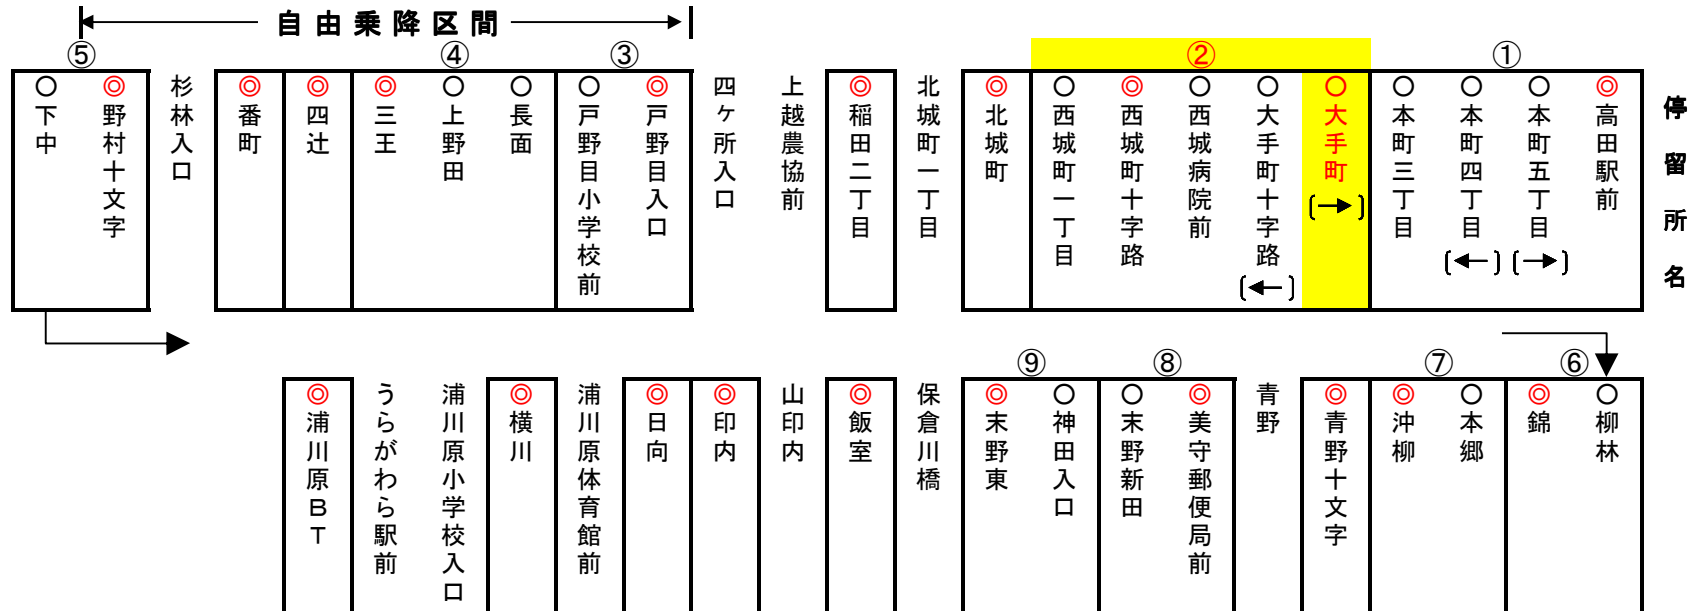 自由乗降区間
⑤
④
③
②
①
停留所名
◎高田駅前
○本町五丁目(→)
○本町四丁目(←)
○本町三丁目
○大手町(→)
○大手町十字路(←)
○西城病院前
◎西城町十字路
○西城町一丁目
◎北城町
北城町一丁目
◎稲田二丁目
上越農協前
四ケ所入口
◎戸野目入口
○戸野目小学校前
○長面
○上野田
◎三王
◎四辻
◎番町
杉林入口
◎野村十文字
○下中
⑨
⑧
⑦
⑥
○柳林
◎錦
○本郷
◎沖柳
◎青野十文字
青野
◎美守郵便局前
○末野新田
○神田入口
◎末野東
保倉川橋
◎飯室
山印内
◎印内
◎日向
浦川原体育館前
◎横川
浦川原小学校入口
うらがわら駅前
◎浦川原BT